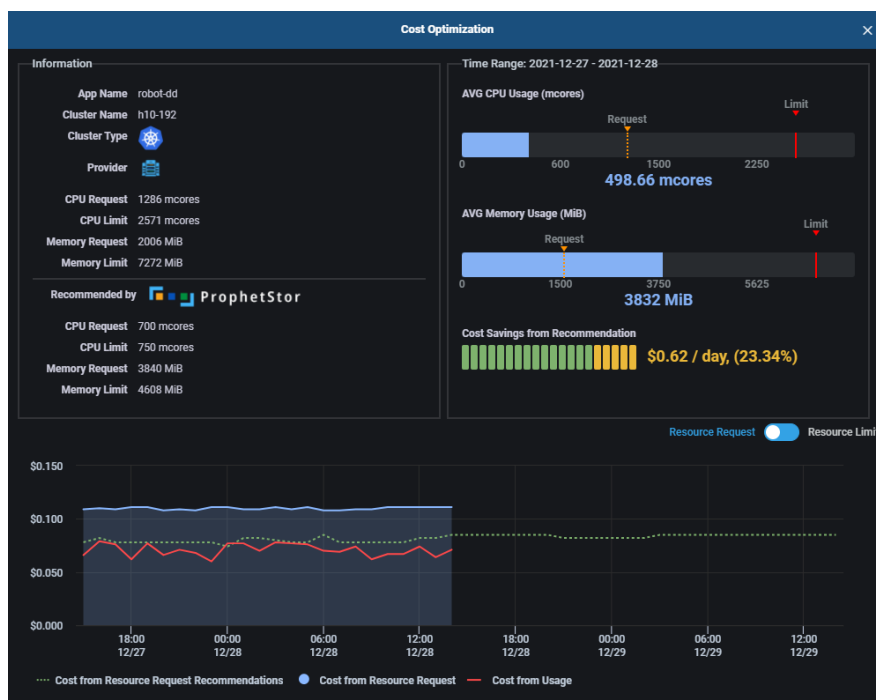 Cost Optimization
Information
App Name robot-dd
Cluster Name h10-192
Cluster Type
Provider
CPU Request 1286 mcores
CPU Limit 2571 mcores
Memory Request 2006 MiB
Memory Limit 7272 MiB
Recommended by ProphetStor
CPU Request 700 mcores
CPU Limit 750 mcores
Memory Request 3840 MiB
Memory Limit 4608 MiB
Time Range: 2021-12-27 - 2021-12-28
AVG CPU Usage (mcores)
Limit
Request
0 600 1500 2250
498.66 mcores
AVG Memory Usage (MiB)
Limit
Request
0 1500 3750 5625
3832 MiB
Cost Savings from Recommendation
$0.62 / day, (23.34%)
Resource Request Resource Limi
$0.150
$0.100
$0.050
$0.000
18:00 00:00 06:00 12:00 18:00 00:00 06:00 12:00
12/27 12/28 12/28 12/28 12/28 12/29 12/29 12/29
Cost from Resource Request Recommendations Cost from Resource Request Cost from Usage